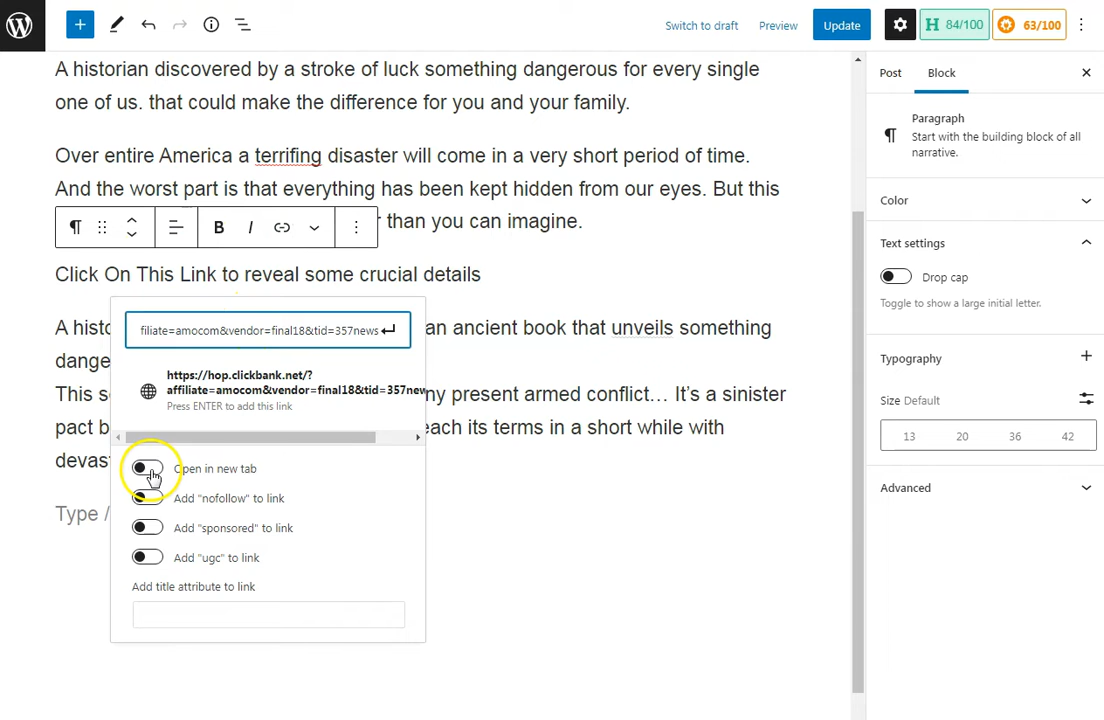 Switch to draft
Preview
Update
H 84/100
63/100
A historian discovered by a stroke of luck something dangerous for every single
one of us. that could make the difference for you and your family.
Over entire America a terrifing disaster will come in a very short period of time.
And the worst part is that everything has been kept hidden from our eyes. But this
than you can imagine.
B I
Click On This Link to reveal some crucial details
filiate=amocom&vendor=final18&tid=357news
A histo
an ancient book that unveils something
dange
https://hop.clickbank.net/?
affiliate=amocom&vendor=final18&tid=357new
Press ENTER to add this link
This s
ny present armed conflict… It’s a sinister
pact b
each its terms in a short while with
devas
Open in new tab
Add "nofollow" to link
Type /
Add "sponsored" to link
Add "ugc" to link
Add title attribute to link
Post
Block
Paragraph
Start with the building block of all
narrative.
Color
Text settings
Drop cap
Toggle to show a large initial letter.
Typography
Size Default
13 20 36 42
Advanced